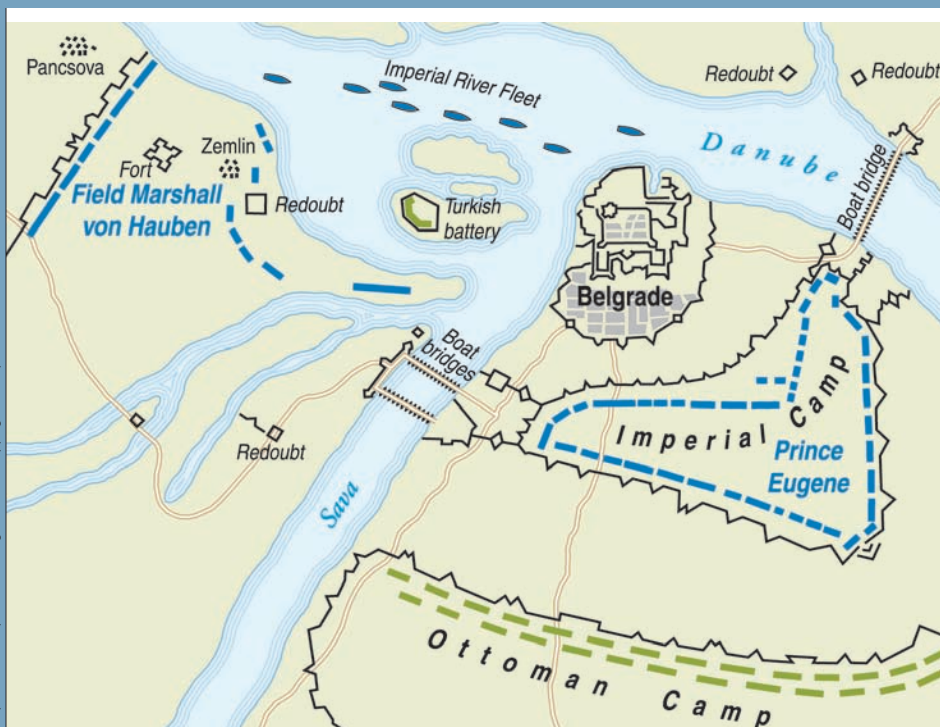 Pancsova
Imperial River Fleet
Redoubt
Redoubt
Danube
Boat bridge
Zemlin
Fort
Field Marshall
von Hauben
Redoubt
Turkish
battery
Belgrade
Boat
bridges
Imperial Camp
Prince
Eugene
Redoubt
Sava
Ottoman Camp